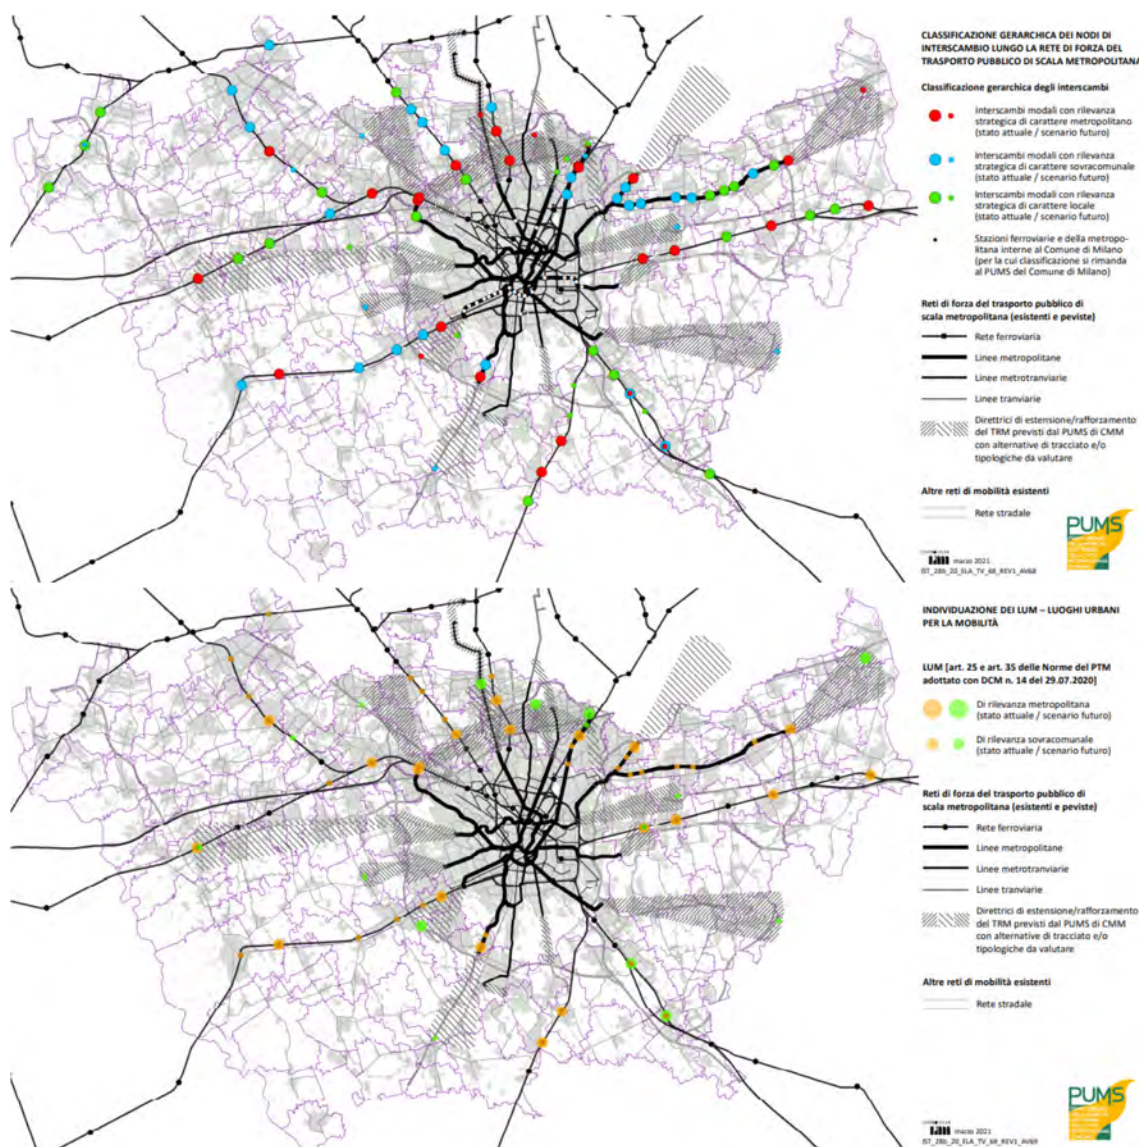 CLASSIFICAZIONE GERARCHICA DEI NODI DI
INTERSCAMBIO LUNGO LA RETE DI FORZA DEL
TRASPORTO PUBBLICO DI SCALA METROPOLITANA
Classificazione gerarchica degli interscambi
Interscambi modali con rilevanza
strategica di carattere metropolitano
(stato attuale / scenario futuro)
Interscambi modali con rilevanza
strategica di carattere sovracomunale
(stato attuale / scenario futuro)
Interscambi modali con rilevanza
strategica di carattere locale
(stato attuale / scenario futuro)
Stazioni ferroviarie e della metropo-
litana interne al Comune di Milano
(per la cui classificazione si rimanda
al PUMS del Comune di Milano)
Reti di forza del trasporto pubblico di
scala metropolitana (esistenti e peviste)
Rete ferroviaria
Linee metropolitane
Linee metrotranviarie
Linee tranviarie
Direttrici di estensione/rafforzamento
del TRM previsti dal PUMS di CMM
con alternative di tracciato e/o
tipologiche da valutare
Altre reti di mobilità esistenti
Rete stradale
PUMS
marzo 2021
IST_28b_20_ELA_TV_68_REV1_AV68
INDIVIDUAZIONE DEI LUM – LUOGHI URBANI
PER LA MOBILITÀ
LUM [art. 25 e art. 35 delle Norme del PTM
adottato con DCM n. 14 del 29.07.2020]
Di rilevanza metropolitana
(stato attuale / scenario futuro)
Di rilevanza sovracomunale
(stato attuale / scenario futuro)
Reti di forza del trasporto pubblico di
scala metropolitana (esistenti e peviste)
Rete ferroviaria
Linee metropolitane
Linee metrotranviarie
Linee tranviarie
Direttrici di estensione/rafforzamento
del TRM previsti dal PUMS di CMM
con alternative di tracciato e/o
tipologiche da valutare
Altre reti di mobilità esistenti
Rete stradale
PUMS
marzo 2021
IST_28b_20_ELA_TV_68_REV1_AV69